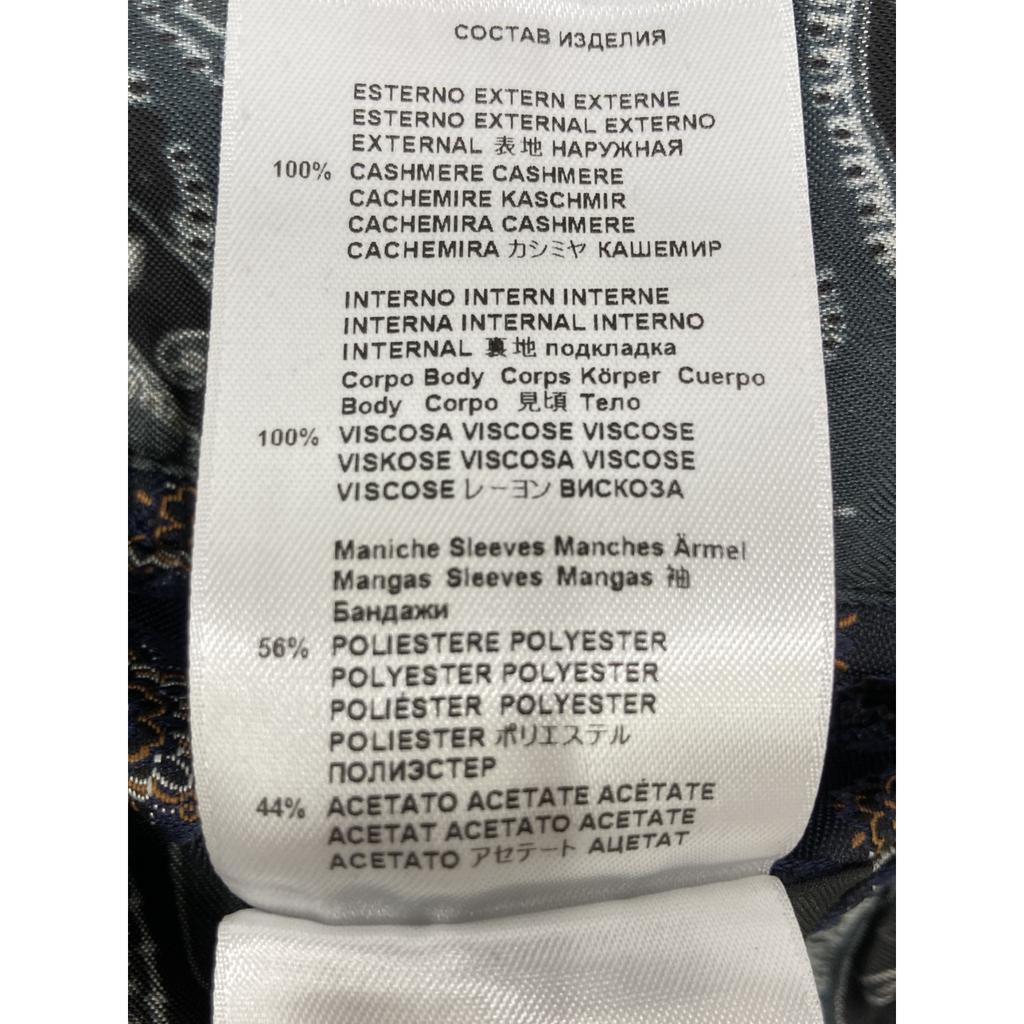 СОСТАВ ИЗДЕЛИЯ
ESTERNO EXTERN EXTERNE
ESTERNO EXTERNAL EXTERNO
EXTERNAL 表地 НАРУЖНАЯ
100% CASHMERE CASHMERE
CACHEMIRE KASCHMIR
CACHEMIRA CASHMERE
CACHEMIRA カシミヤ КАШЕМИР
INTERNO INTERN INTERNE
INTERNA INTERNAL INTERNO
INTERNAL 裏地 подкладка
Corpo Body Corps Körper Cuerpo
Body Corpo 見頃 Тело
100% VISCOSA VISCOSE VISCOSE
VISKOSE VISCOSA VISCOSE
VISCOSE レーヨン ВИСКОЗА
Maniche Sleeves Manches Ärmel
Mangas Sleeves Mangas 袖
Бандажи
56% POLIESTERE POLYESTER
POLYESTER POLYESTER
POLIÉSTER POLYESTER
POLIESTER ポリエステル
ПОЛИЭСТЕР
44% ACETATO ACETATE ACÉTATE
ACETAT ACETATO ACETATE
ACETATO アセテート АЦЕТАТ